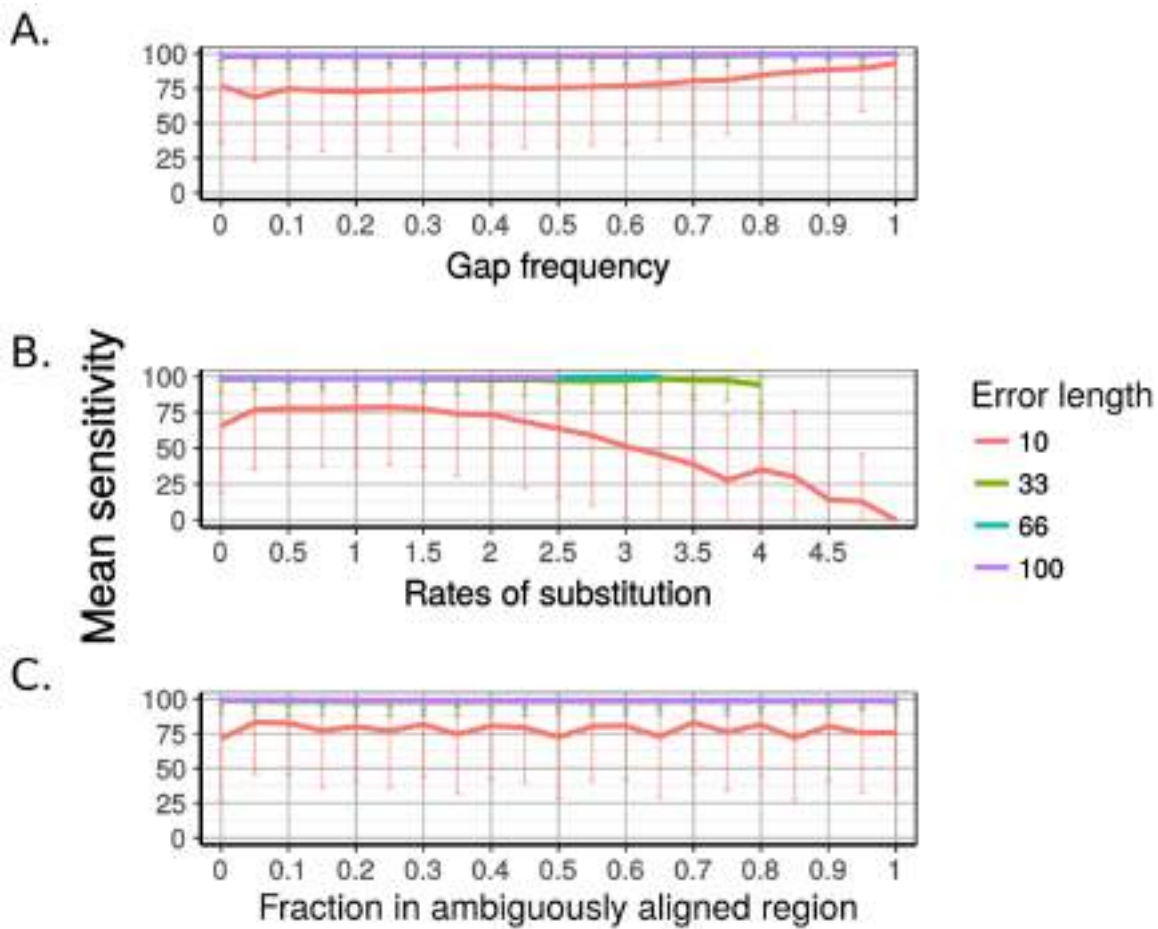 A.
100
75
50
25
0
0 0.1 0.2 0.3 0.4 0.5 0.6 0.7 0.8 0.9 1
Gap frequency
B.
Mean sensitivity
100
75
50
25
0
0 0.5 1 1.5 2 2.5 3 3.5 4 4.5
Rates of substitution
Error length
10
33
66
100
C.
100
75
50
25
0
0 0.1 0.2 0.3 0.4 0.5 0.6 0.7 0.8 0.9 1
Fraction in ambiguously aligned region